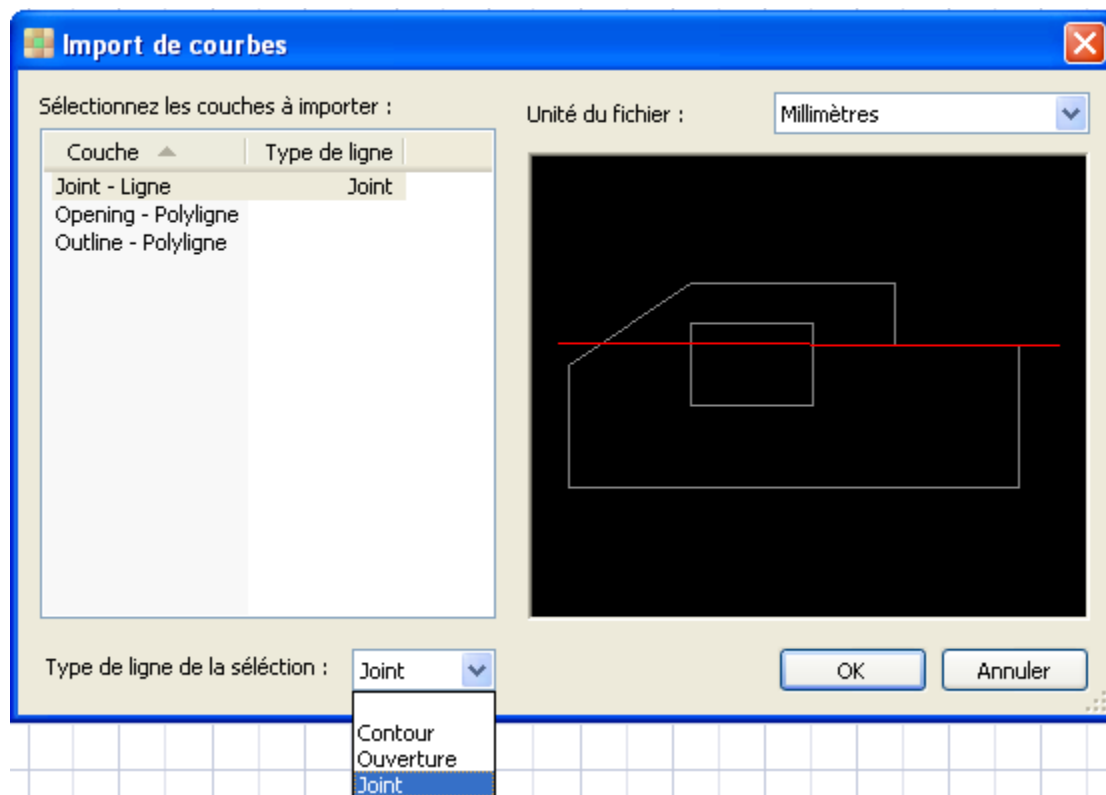 Import de courbes
Sélectionnez les couches à importer :
Unité du fichier :
Millimètres
Couche
Type de ligne
Joint - Ligne
Joint
Opening - Polyligne
Outline - Polyligne
Type de ligne de la séléction :
Joint
OK
Annuler
Contour
Ouverture
Joint